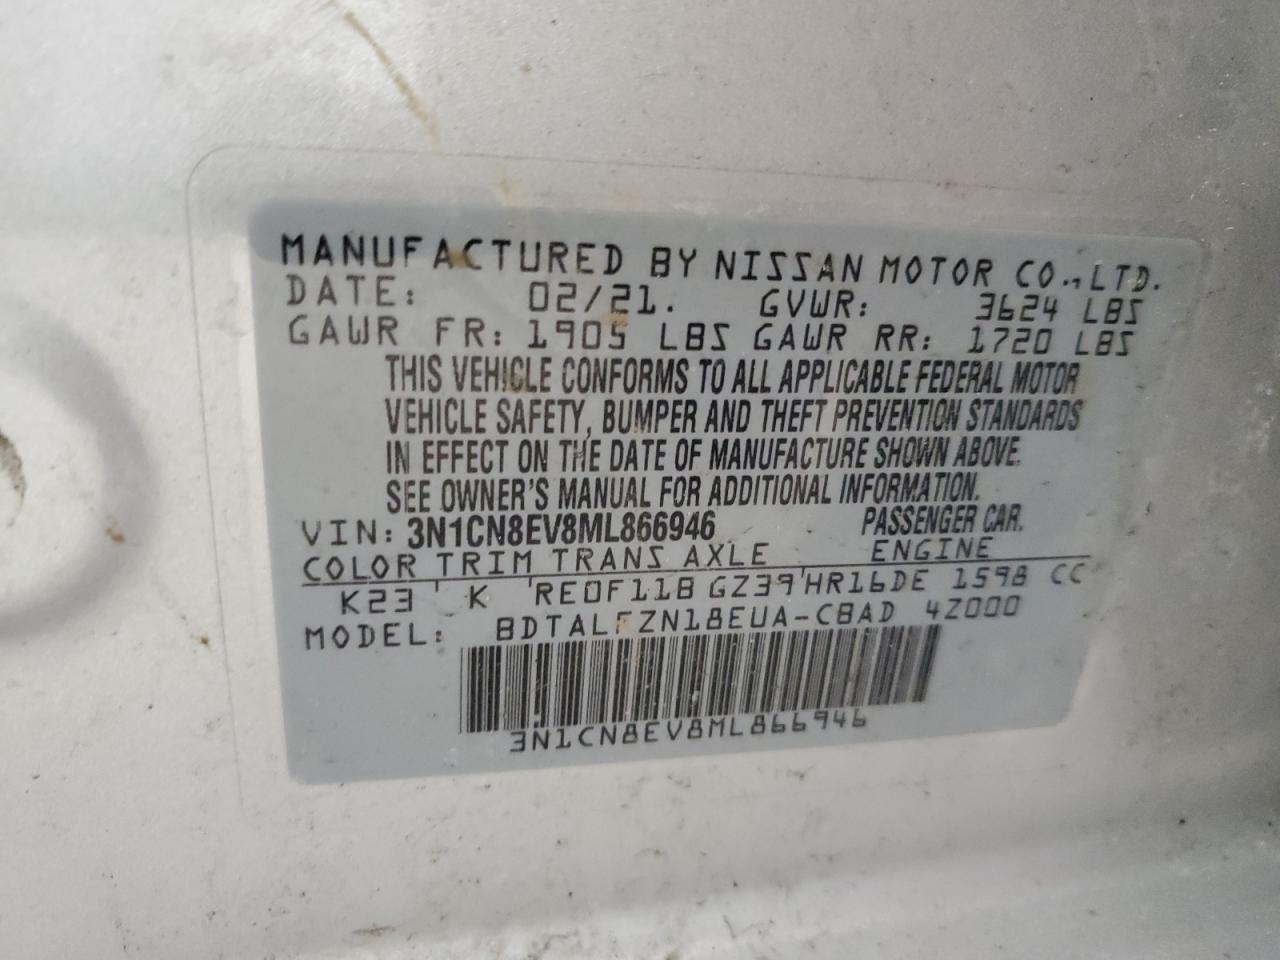 MANUFACTURED BY NISSAN MOTOR CO., LTD.
DATE: 02/21. GVWR: 3624 LBS
GAWR FR: 1905 LBS GAWR RR: 1720 LBS
THIS VEHICLE CONFORMS TO ALL APPLICABLE FEDERAL MOTOR
VEHICLE SAFETY, BUMPER AND THEFT PREVENTION STANDARDS
IN EFFECT ON THE DATE OF MANUFACTURE SHOWN ABOVE.
SEE OWNER'S MANUAL FOR ADDITIONAL INFORMATION.
VIN: 3N1CN8EV8ML866946 PASSENGER CAR.
COLOR TRIM TRANS AXLE ENGINE
K23 K RE0F11B GZ39 HR16DE 1598 CC
MODEL: BDTALFZN18EUA-CBAD 4Z000
3N1CN8EV8ML866946